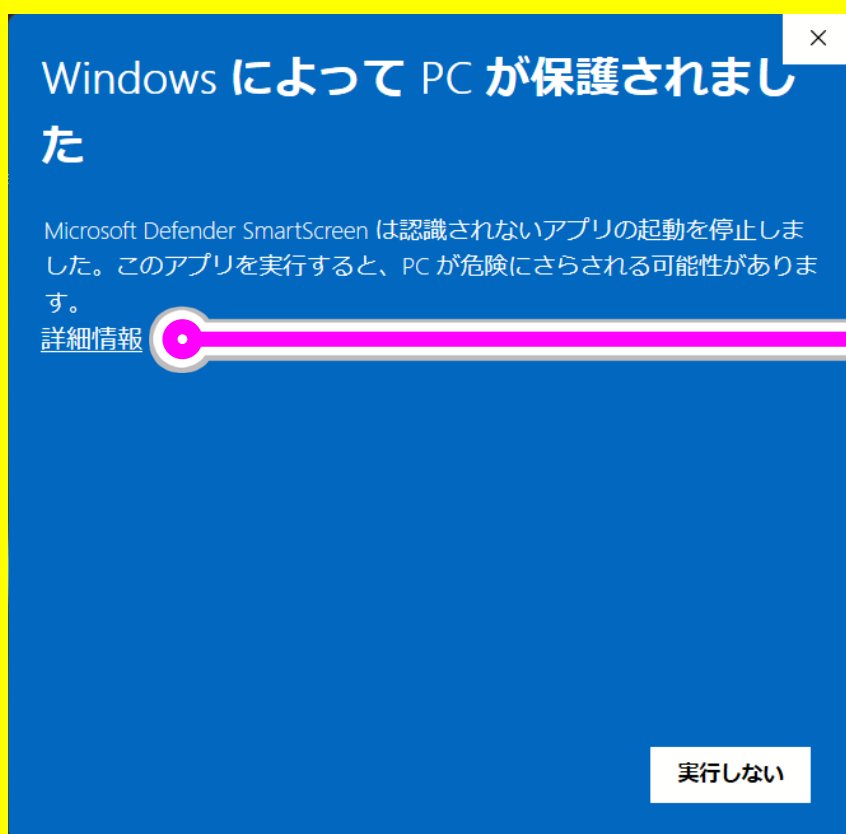 Windows によって PC が保護されまし
た
Microsoft Defender SmartScreen は認識されないアプリの起動を停止しま
した。このアプリを実行すると、PC が危険にさらされる可能性がありま
す。
詳細情報
実行しない